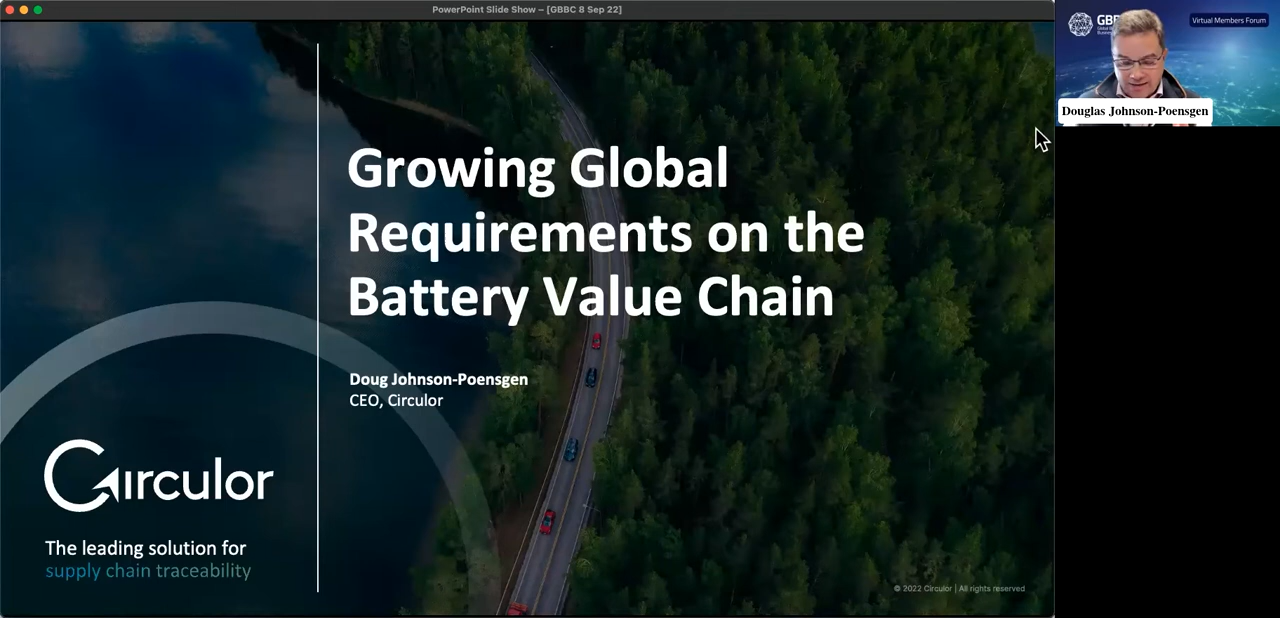 PowerPoint Slide Show – [GBBC 8 Sep 22]
Growing Global
Requirements on the
Battery Value Chain
Doug Johnson-Poensgen
CEO, Circulor
Circulor
The leading solution for
supply chain traceability
© 2022 Circulor | All rights reserved
Virtual Members Forum
Douglas Johnson-Poensgen